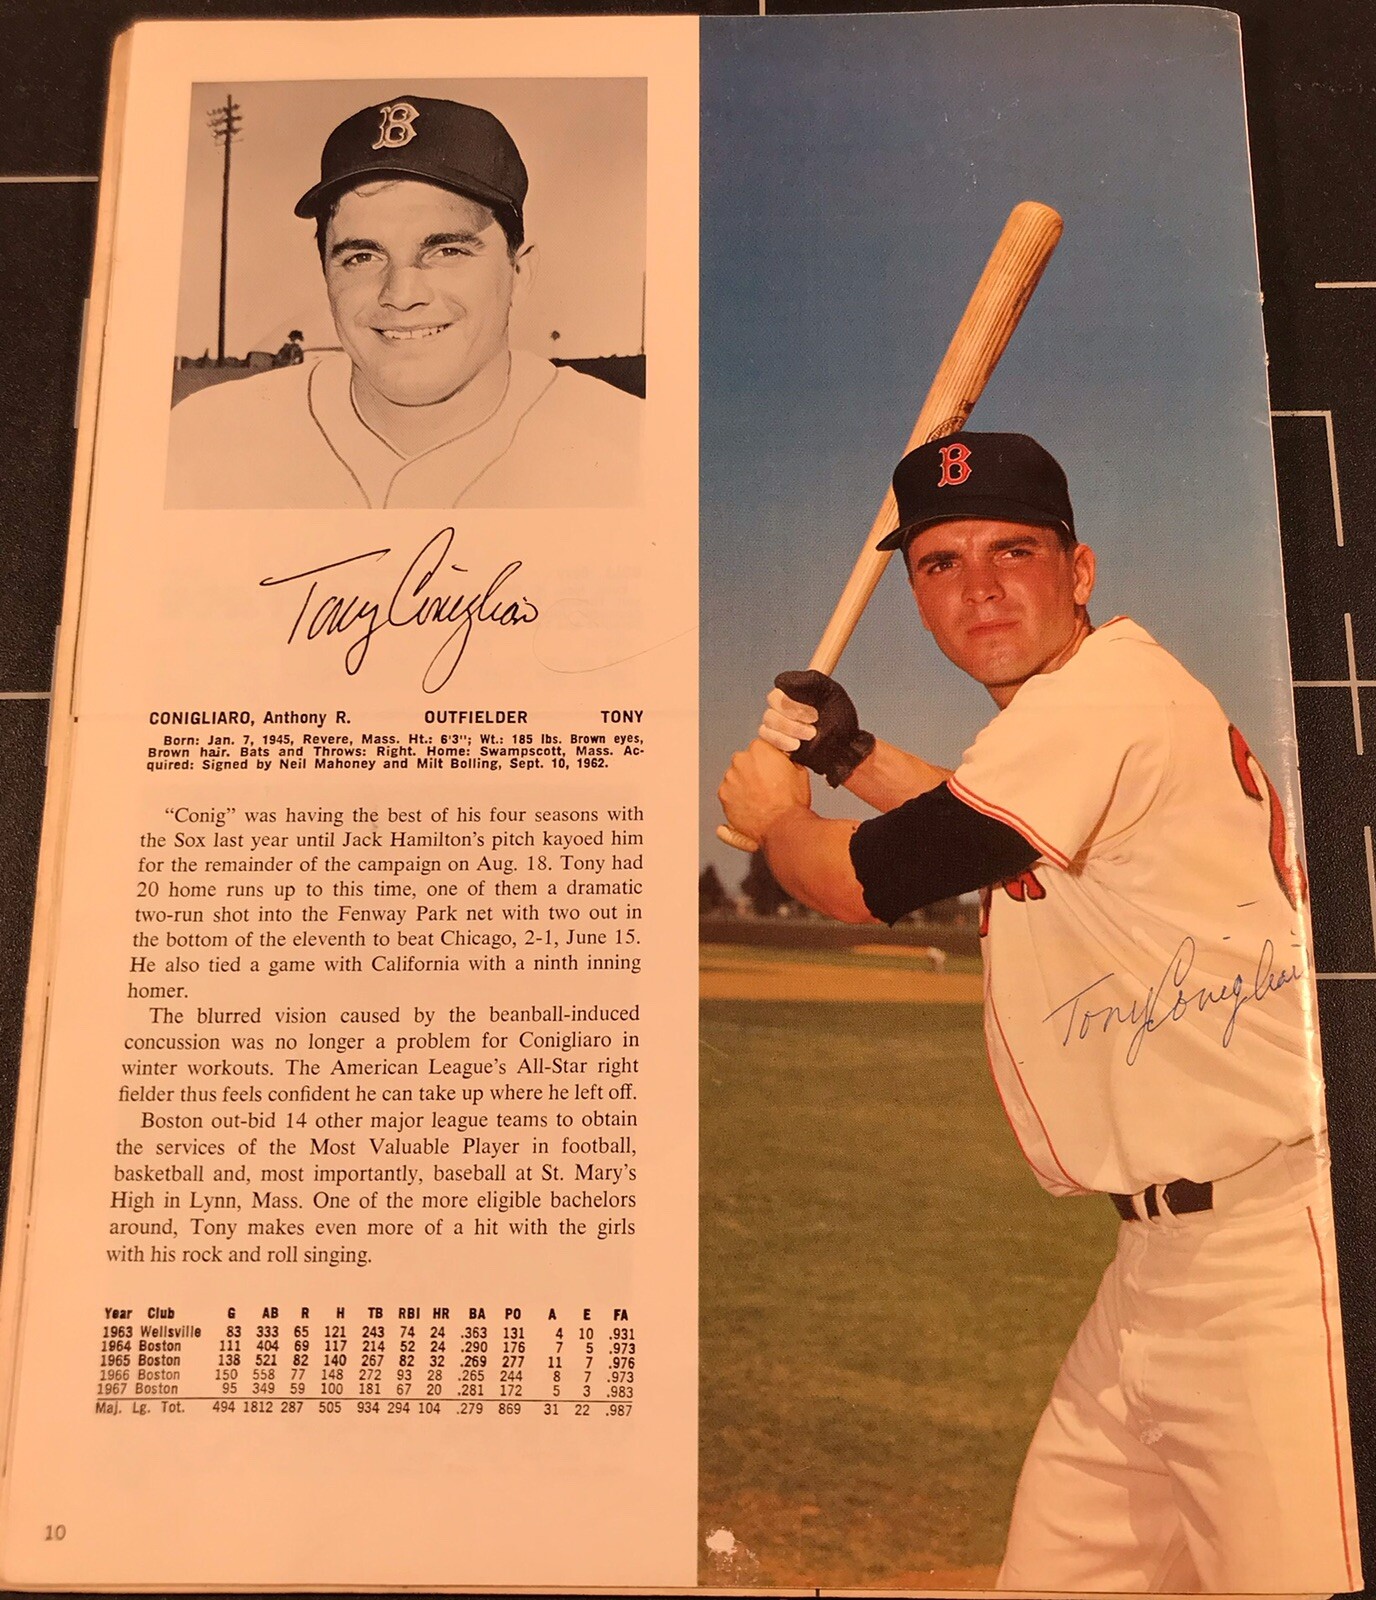 B
Tony Conigliaro
CONIGLIARO, Anthony R. OUTFIELDER TONY
Born: Jan. 7, 1945, Revere, Mass. Ht.: 6'3"; Wt.: 185 lbs. Brown eyes,
Brown hair. Bats and Throws: Right. Home: Swampscott, Mass. Ac-
quired: Signed by Neil Mahoney and Milt Bolling, Sept. 10, 1962.
“Conig” was having the best of his four seasons with
the Sox last year until Jack Hamilton’s pitch kayoed him
for the remainder of the campaign on Aug. 18. Tony had
20 home runs up to this time, one of them a dramatic
two-run shot into the Fenway Park net with two out in
the bottom of the eleventh to beat Chicago, 2-1, June 15.
He also tied a game with California with a ninth inning
homer.
The blurred vision caused by the beanball-induced
concussion was no longer a problem for Conigliaro in
winter workouts. The American League’s All-Star right
fielder thus feels confident he can take up where he left off.
Boston out-bid 14 other major league teams to obtain
the services of the Most Valuable Player in football,
basketball and, most importantly, baseball at St. Mary’s
High in Lynn, Mass. One of the more eligible bachelors
around, Tony makes even more of a hit with the girls
with his rock and roll singing.
Year Club G AB R H TB RBI HR BA PO A E FA
1963 Wellsville 83 333 65 121 243 74 24 .363 131 4 10 .931
1964 Boston 111 404 69 117 214 52 24 .290 176 7 5 .973
1965 Boston 138 521 82 140 267 82 32 .269 277 11 7 .976
1966 Boston 150 558 77 148 272 93 28 .265 244 8 7 .973
1967 Boston 95 349 59 100 181 67 20 .281 172 5 3 .983
Maj. Lg. Tot. 494 1812 287 505 934 294 104 .279 869 31 22 .987
10
B
2
Tony Conigliaro